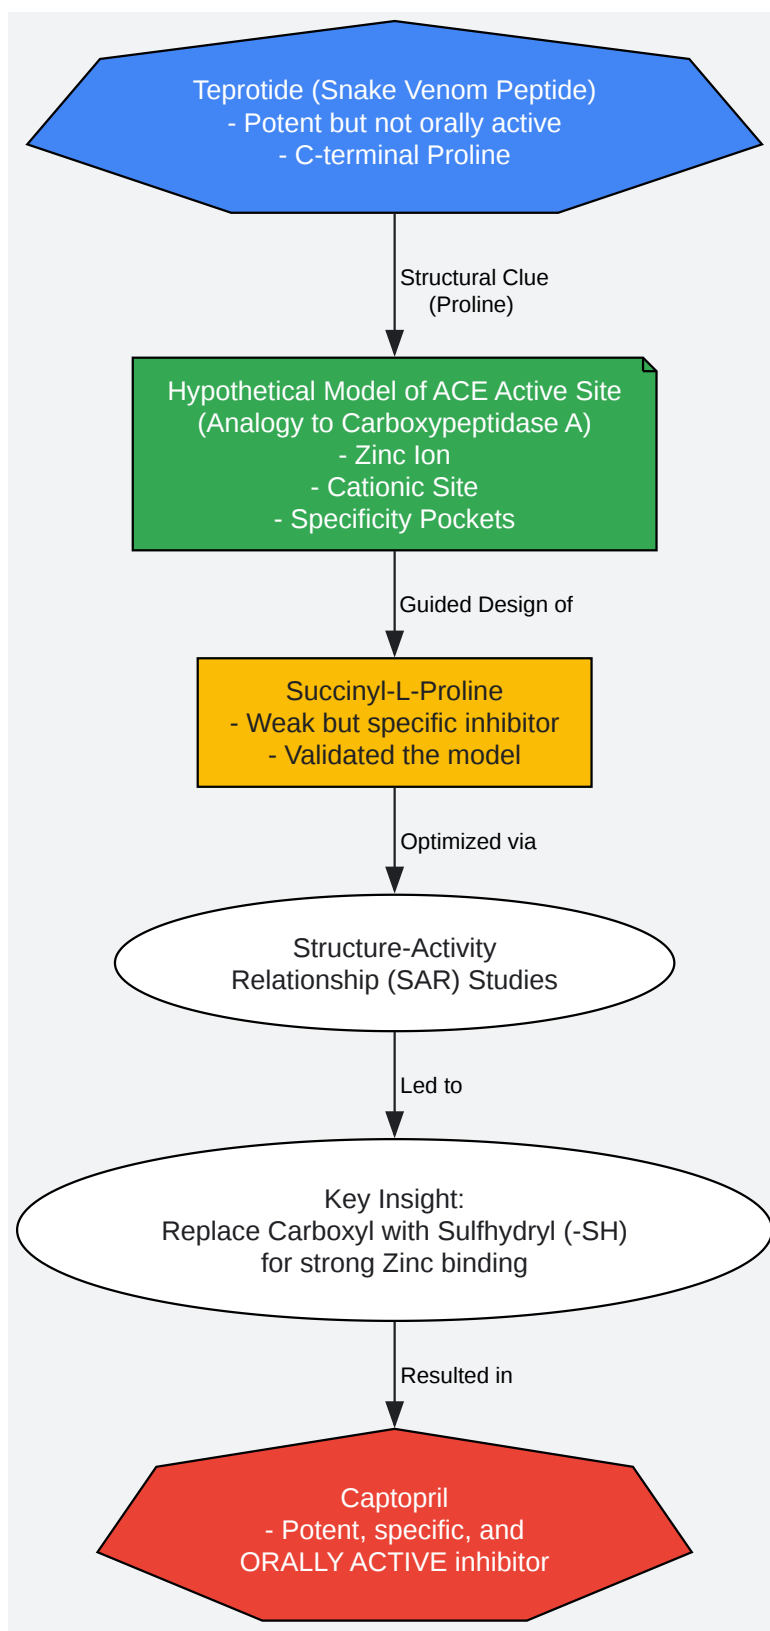 Teprotide (Snake Venom Peptide)
- Potent but not orally active
- C-terminal Proline
Structural Clue
(Proline)
Hypothetical Model of ACE Active Site
(Analogy to Carboxypeptidase A)
- Zinc Ion
- Cationic Site
- Specificity Pockets
Guided Design of
Succinyl-L-Proline
- Weak but specific inhibitor
- Validated the model
Optimized via
Structure-Activity
Relationship (SAR) Studies
Led to
Key Insight:
Replace Carboxyl with Sulfhydryl (-SH)
for strong Zinc binding
Resulted in
Captopril
- Potent, specific, and
ORALLY ACTIVE inhibitor